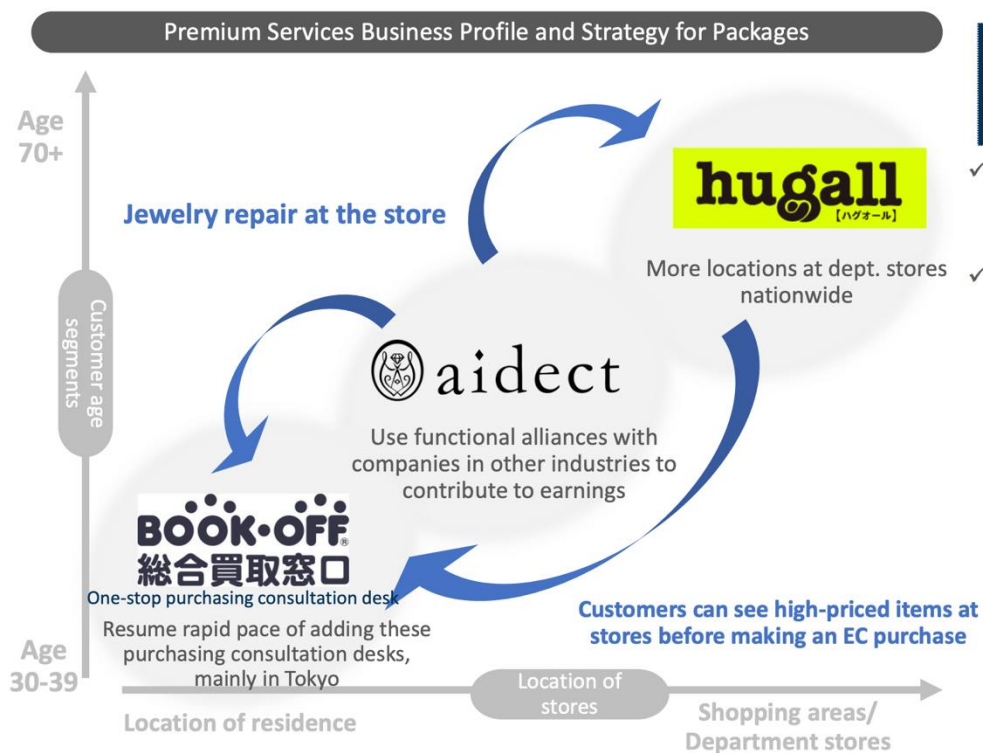 Premium Services Business Profile and Strategy for Packages
Age
70+
Jewelry repair at the store
hugall
【ハグオール】
More locations at dept. stores
nationwide
Customer age
segments
aidect
Use functional alliances with
companies in other industries to
contribute to earnings
BOOK・OFF®
総合買取窓口
One-stop purchasing consultation desk
Resume rapid pace of adding these
purchasing consultation desks,
mainly in Tokyo
Customers can see high-priced items at
stores before making an EC purchase
Age
30-39
Location of residence
Location of
stores
Shopping areas/
Department stores